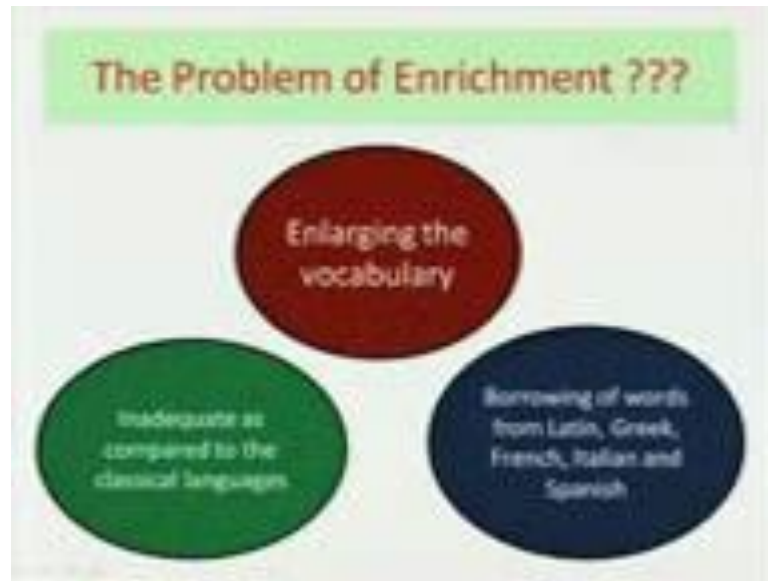 The Problem of Enrichment ???
Enlarging the
vocabulary
Inadequate as
compared to the
classical languages
Borrowing of words
from Latin, Greek,
French, Italian and
Spanish